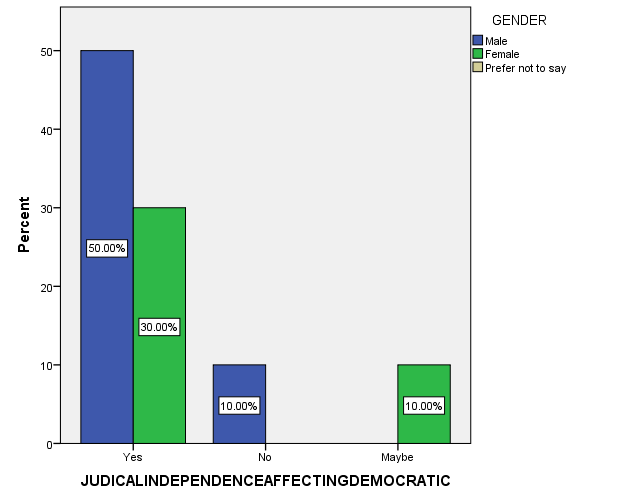 GENDER
Male
Female
Prefer not to say
50
40
30
20
10
0
Percent
50.00%
30.00%
10.00%
10.00%
Yes
No
Maybe
JUDICALINDEPENDENCEAFFECTINGDEMOCRATIC